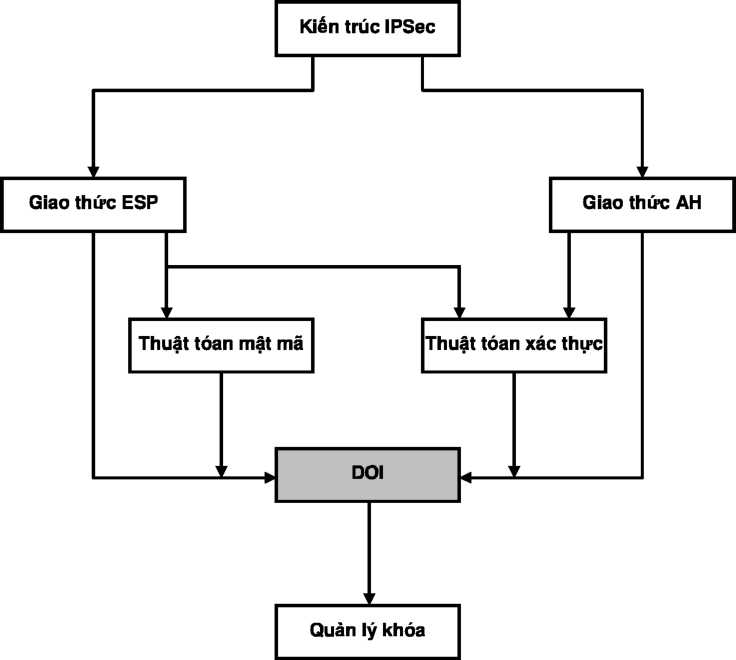 Kiến trúc IPSec
Giao thức ESP
Giao thức AH
Thuật tóan mật mã
Thuật tóan xác thực
DOI
Quản lý khóa